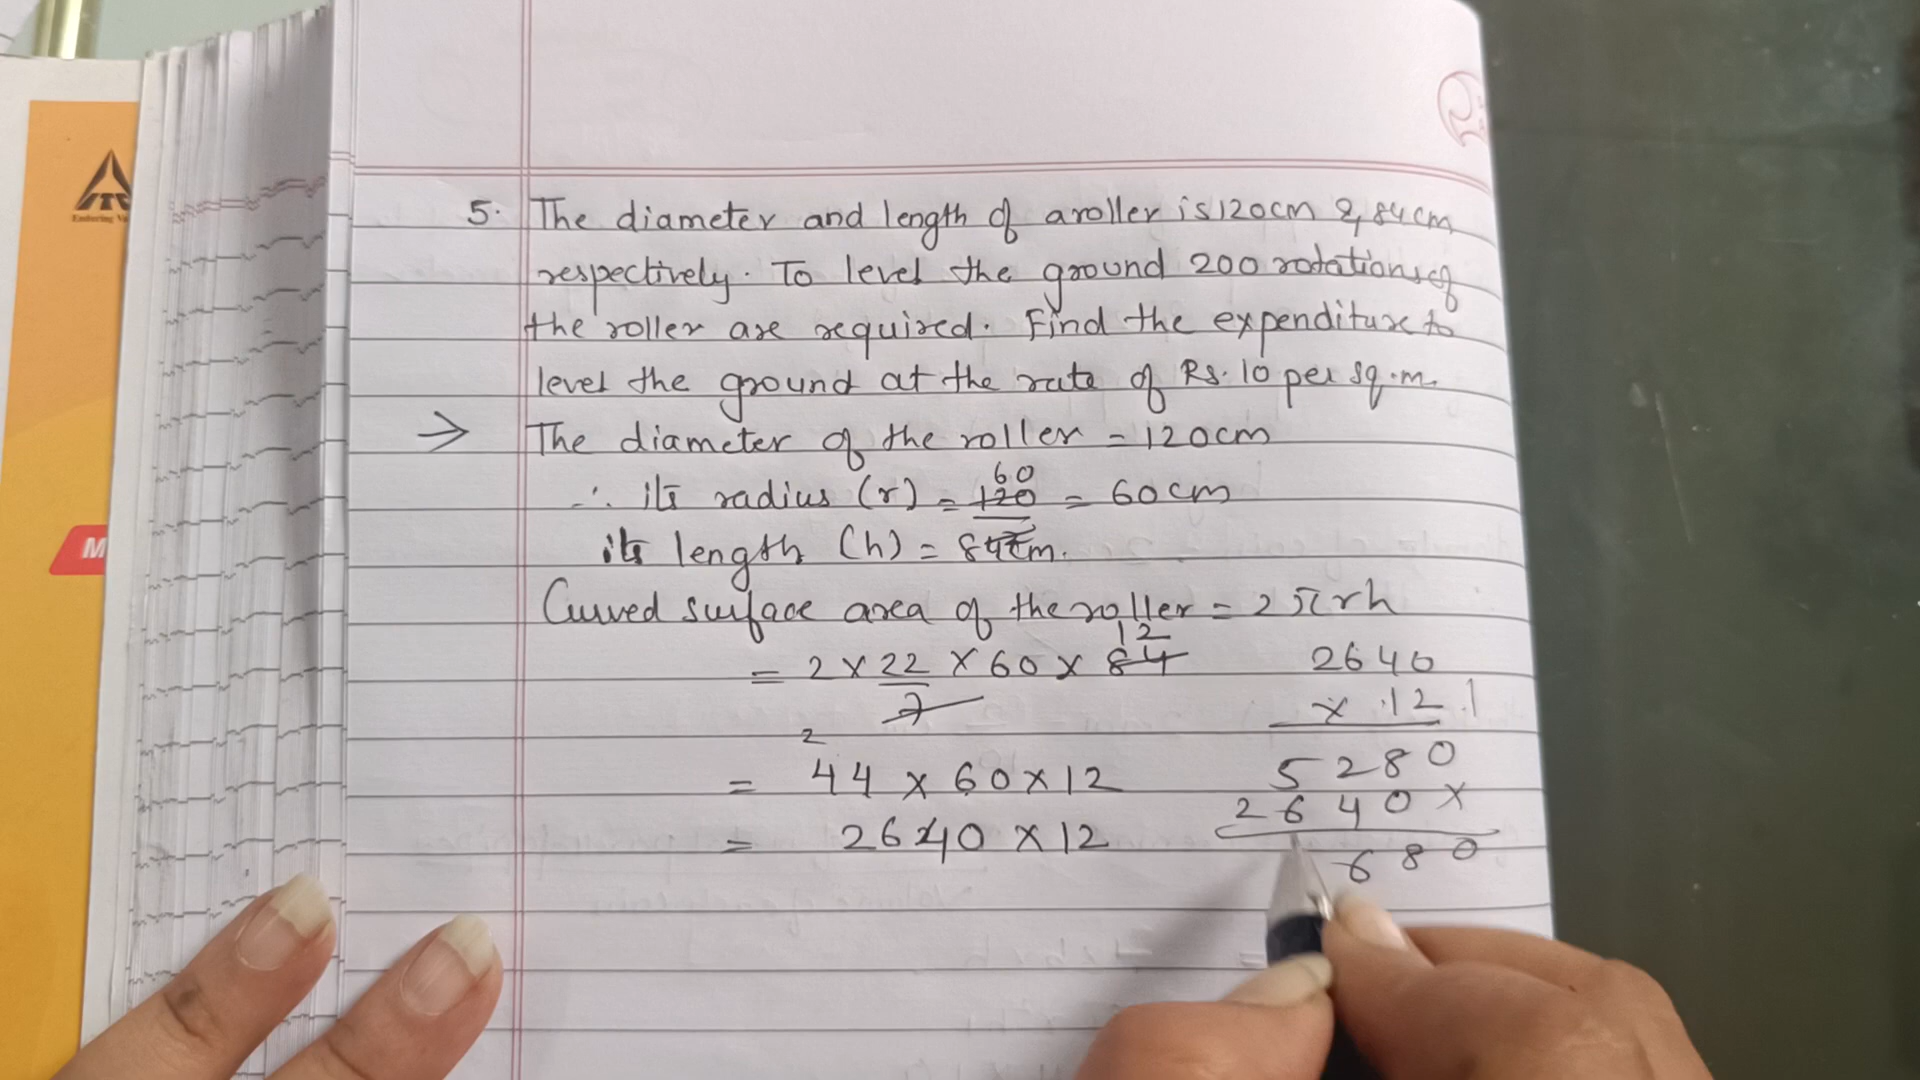 5. The diameter and length of a roller is 120cm & 84cm
respectively. To level the ground 200 rotations of
the roller are required. Find the expenditure to
level the ground at the rate of Rs. 10 per sq.m.
⇒ The diameter of the roller = 120cm
60
∴ its radius (r) = 120 = 60cm
2
its length (h) = 84cm.
Curved surface area of the roller = 2πrh
12
= 2 × 22 × 60 × 84
7
2
= 44 × 60 × 12
= 2640 × 12
2640
× 12
5280
2640×
680
ITC
M